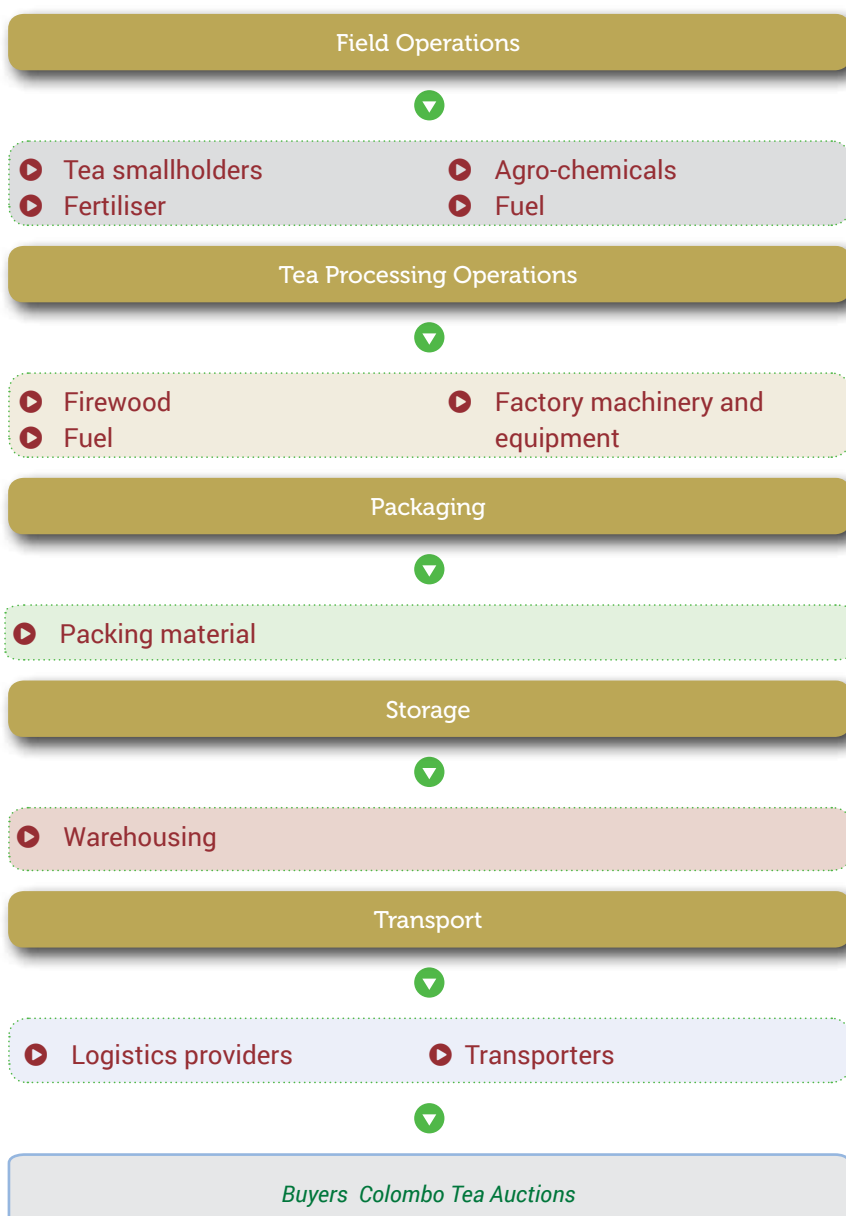 Field Operations
Tea smallholders
Fertiliser
Agro-chemicals
Fuel
Tea Processing Operations
Firewood
Fuel
Factory machinery and
equipment
Packaging
Packing material
Storage
Warehousing
Transport
Logistics providers
Transporters
Buyers  Colombo Tea Auctions